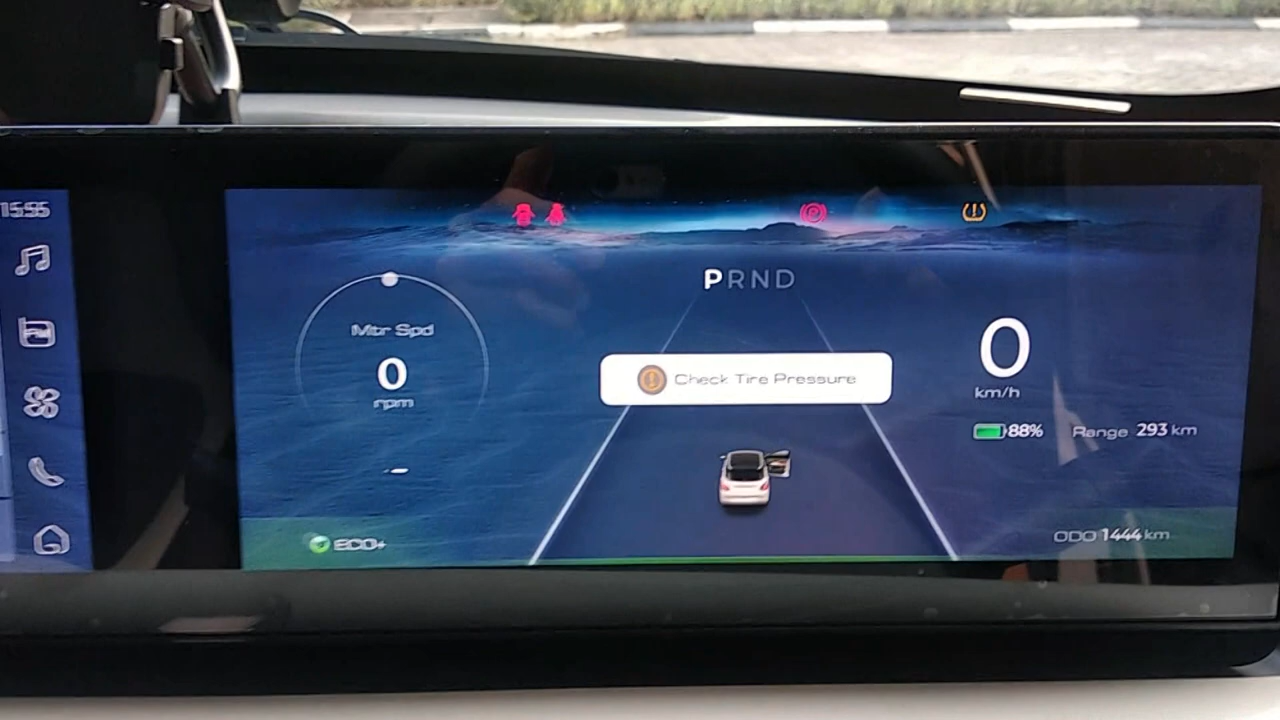 15:55
PRND
Mtr Spd
0
rpm
Check Tire Pressure
0
km/h
88%
Range 293 km
ECO+
ODO 1444 km